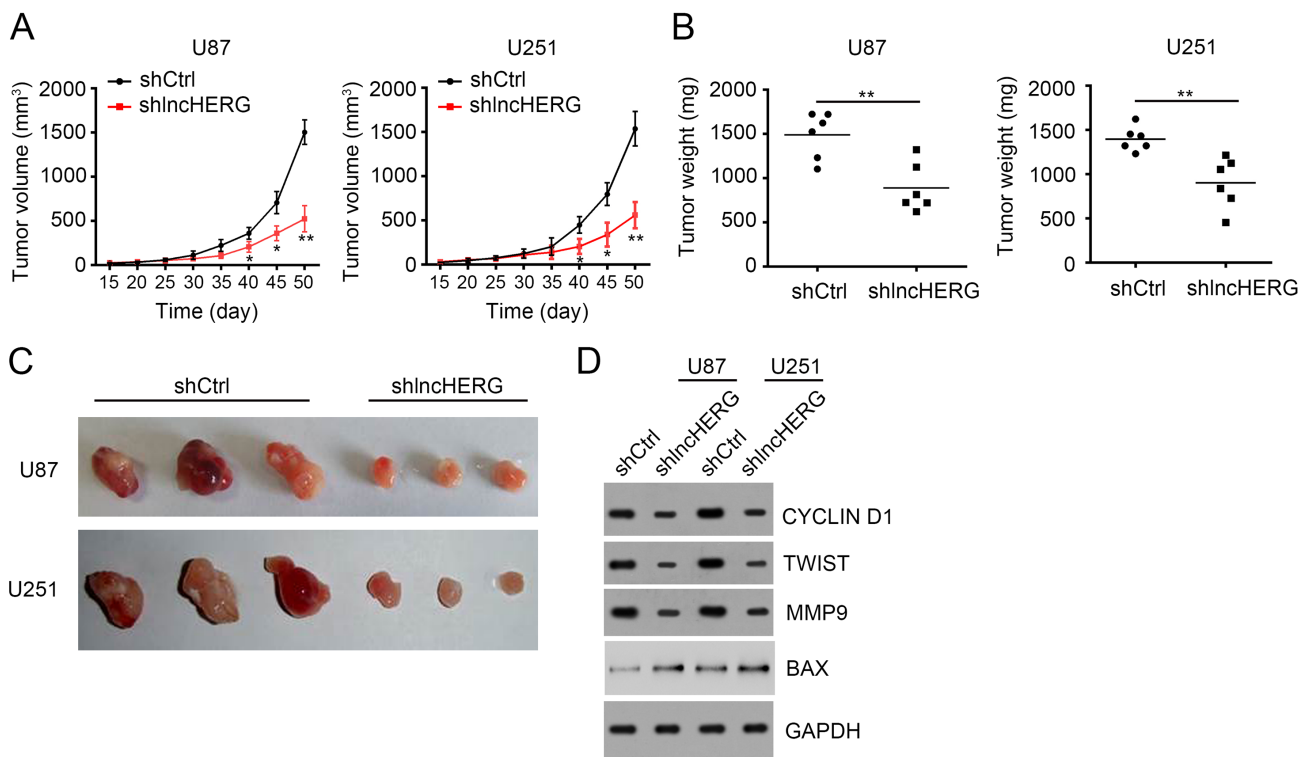 A
U87
Tumor volume (mm³)
2000
1500
1000
500
0
shCtrl
shlncHERG
*
*
**
15 20 25 30 35 40 45 50
Time (day)
U251
Tumor volume (mm³)
2000
1500
1000
500
0
shCtrl
shlncHERG
*
*
**
15 20 25 30 35 40 45 50
Time (day)
B
U87
Tumor weight (mg)
2000
1500
1000
500
0
**
shCtrl shlncHERG
U251
Tumor weight (mg)
2000
1500
1000
500
0
**
shCtrl shlncHERG
C
shCtrl shlncHERG
U87
U251
D
U87 U251
shCtrl shlncHERG shCtrl shlncHERG
CYCLIN D1
TWIST
MMP9
BAX
GAPDH